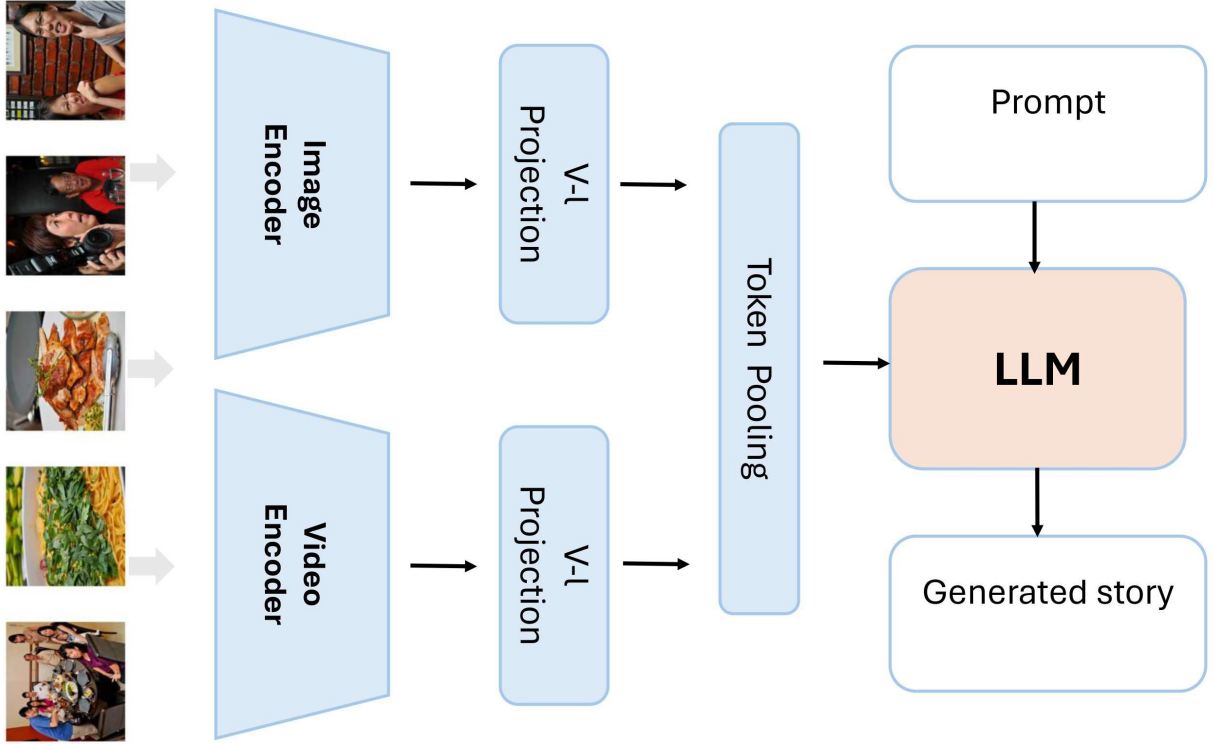 Image
Encoder
V-l
Projection
Video
Encoder
V-l
Projection
Token Pooling
Prompt
LLM
Generated story